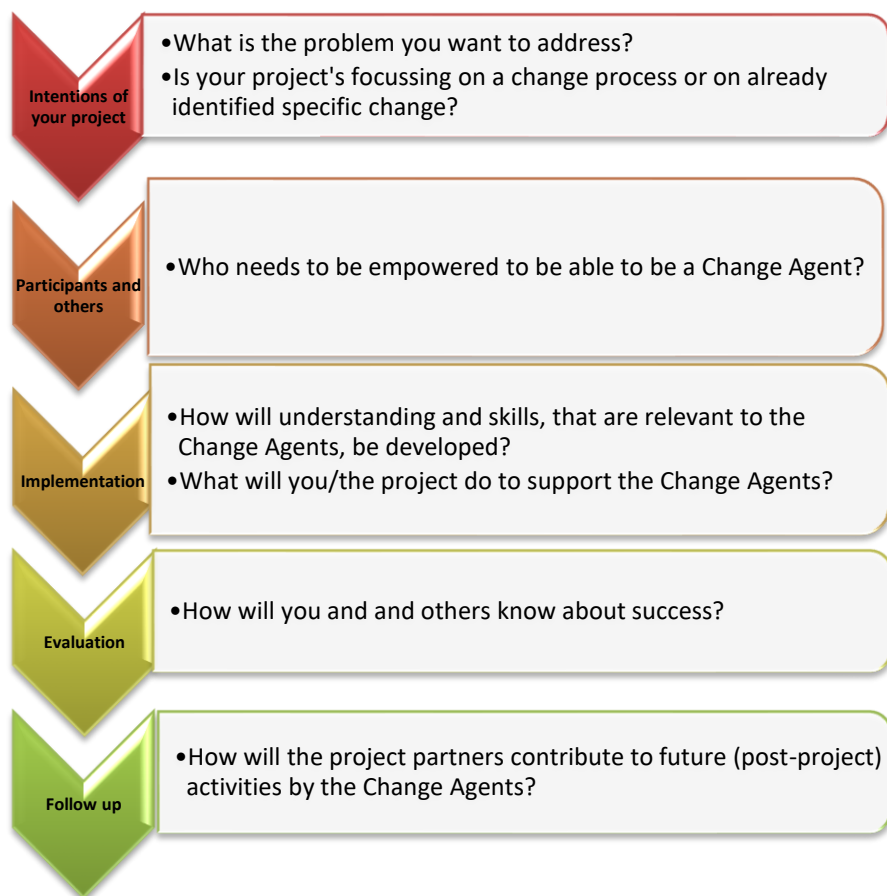 Intentions of
your project
•What is the problem you want to address?
•Is your project's focussing on a change process or on already
identified specific change?
Participants and
others
•Who needs to be empowered to be able to be a Change Agent?
Implementation
•How will understanding and skills, that are relevant to the
Change Agents, be developed?
•What will you/the project do to support the Change Agents?
Evaluation
•How will you and and others know about success?
Follow up
•How will the project partners contribute to future (post-project)
activities by the Change Agents?